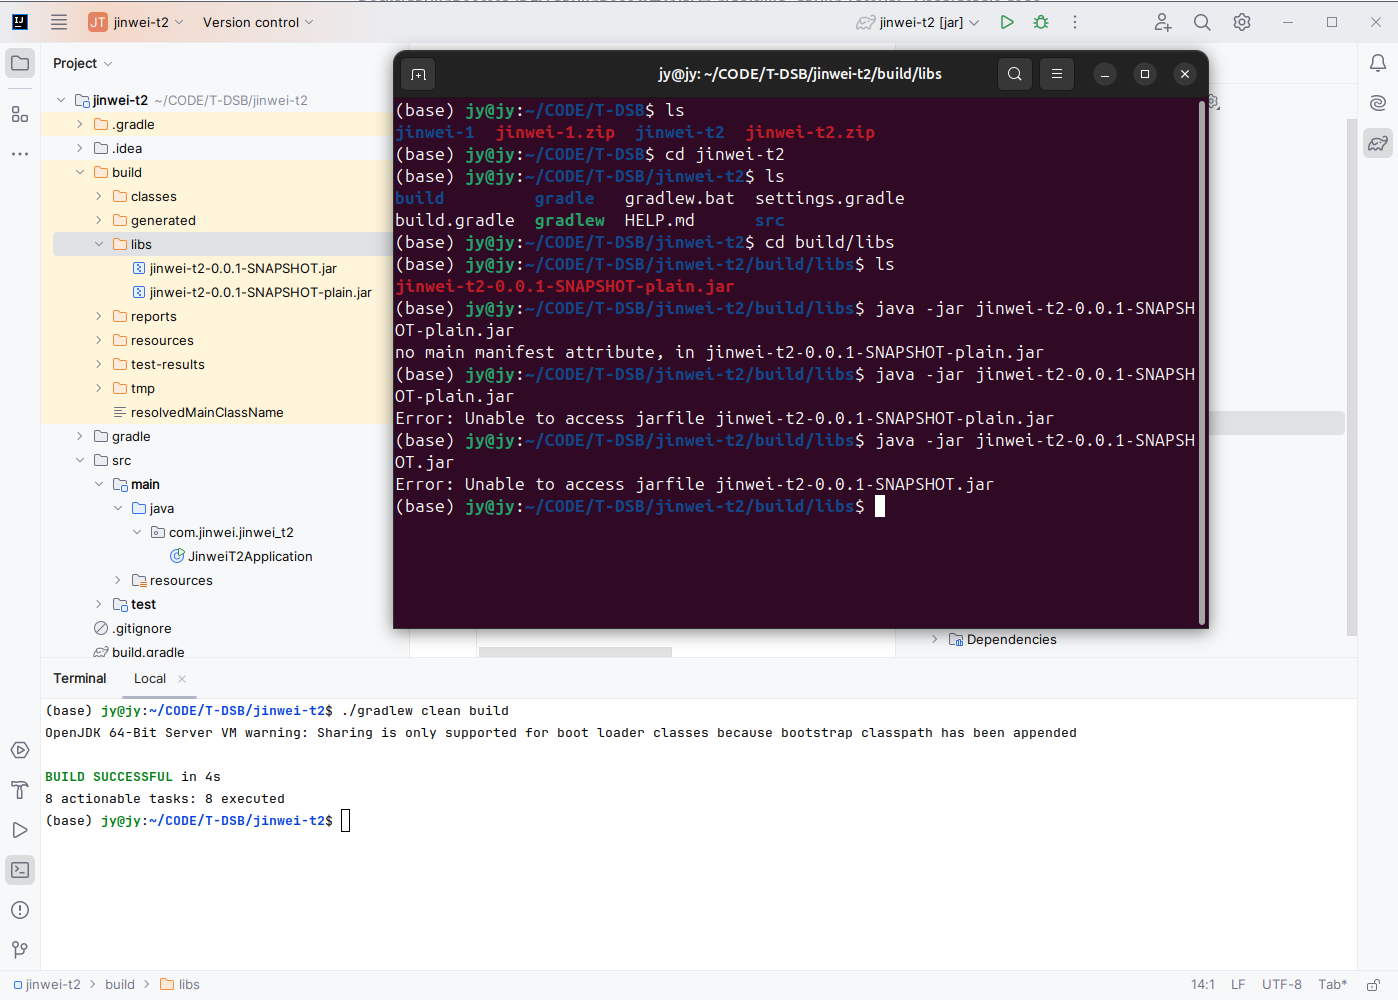 JT jinwei-t2 Version control jinwei-t2 [jar]
Project
jinwei-t2 ~/CODE/T-DSB/jinwei-t2
.gradle
.idea
build
classes
generated
libs
jinwei-t2-0.0.1-SNAPSHOT.jar
jinwei-t2-0.0.1-SNAPSHOT-plain.jar
reports
resources
test-results
tmp
resolvedMainClassName
gradle
src
main
java
com.jinwei.jinwei_t2
JinweiT2Application
resources
test
.gitignore
build.gradle
jy@jy: ~/CODE/T-DSB/jinwei-t2/build/libs
(base) jy@jy:~/CODE/T-DSB$ ls
jinwei-1 jinwei-1.zip jinwei-t2 jinwei-t2.zip
(base) jy@jy:~/CODE/T-DSB$ cd jinwei-t2
(base) jy@jy:~/CODE/T-DSB/jinwei-t2$ ls
build gradle gradlew.bat settings.gradle
build.gradle gradlew HELP.md src
(base) jy@jy:~/CODE/T-DSB/jinwei-t2$ cd build/libs
(base) jy@jy:~/CODE/T-DSB/jinwei-t2/build/libs$ ls
jinwei-t2-0.0.1-SNAPSHOT-plain.jar
(base) jy@jy:~/CODE/T-DSB/jinwei-t2/build/libs$ java -jar jinwei-t2-0.0.1-SNAPSH
OT-plain.jar
no main manifest attribute, in jinwei-t2-0.0.1-SNAPSHOT-plain.jar
(base) jy@jy:~/CODE/T-DSB/jinwei-t2/build/libs$ java -jar jinwei-t2-0.0.1-SNAPSH
OT-plain.jar
Error: Unable to access jarfile jinwei-t2-0.0.1-SNAPSHOT-plain.jar
(base) jy@jy:~/CODE/T-DSB/jinwei-t2/build/libs$ java -jar jinwei-t2-0.0.1-SNAPSH
OT.jar
Error: Unable to access jarfile jinwei-t2-0.0.1-SNAPSHOT.jar
(base) jy@jy:~/CODE/T-DSB/jinwei-t2/build/libs$
Dependencies
Terminal Local
(base) jy@jy:~/CODE/T-DSB/jinwei-t2$ ./gradlew clean build
OpenJDK 64-Bit Server VM warning: Sharing is only supported for boot loader classes because bootstrap classpath has been appended
BUILD SUCCESSFUL in 4s
8 actionable tasks: 8 executed
(base) jy@jy:~/CODE/T-DSB/jinwei-t2$
jinwei-t2 > build > libs 14:1 LF UTF-8 Tab*